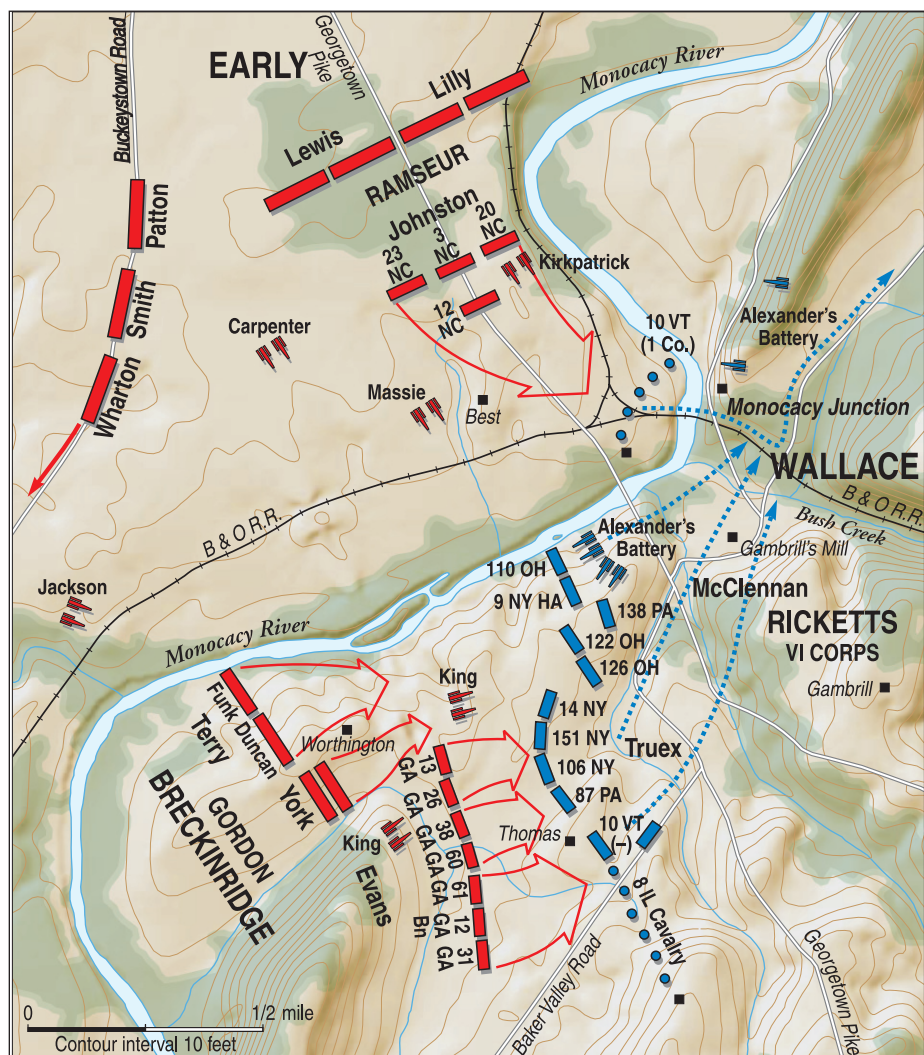 Buckeystown Road
EARLY
Georgetown
Pike
Monocacy River
Lilly
Lewis
RAMSEUR
Johnston
20
NC
3
NC
23
NC
12
NC
Kirkpatrick
Patton
Smith
Wharton
Carpenter
Massie
Best
10 VT
(1 Co.)
Alexander's
Battery
Monocacy Junction
WALLACE
B & O R.R.
B & O R.R.
Bush Creek
Alexander's
Battery
Gambrill's Mill
McClennan
110 OH
9 NY HA
138 PA
122 OH
126 OH
RICKETTS
VI CORPS
Gambrill
Jackson
Monocacy River
King
14 NY
151 NY
106 NY
87 PA
Truex
Funk
Duncan
Terry
Worthington
York
GORDON
BRECKINRIDGE
King
Evans
13
GA
26
GA
38
GA
60
GA
61
GA
12
GA
Bn
31
GA
Thomas
10 VT
(–)
8 IL Cavalry
Baker Valley Road
Georgetown Pike
0
1/2 mile
Contour interval 10 feet